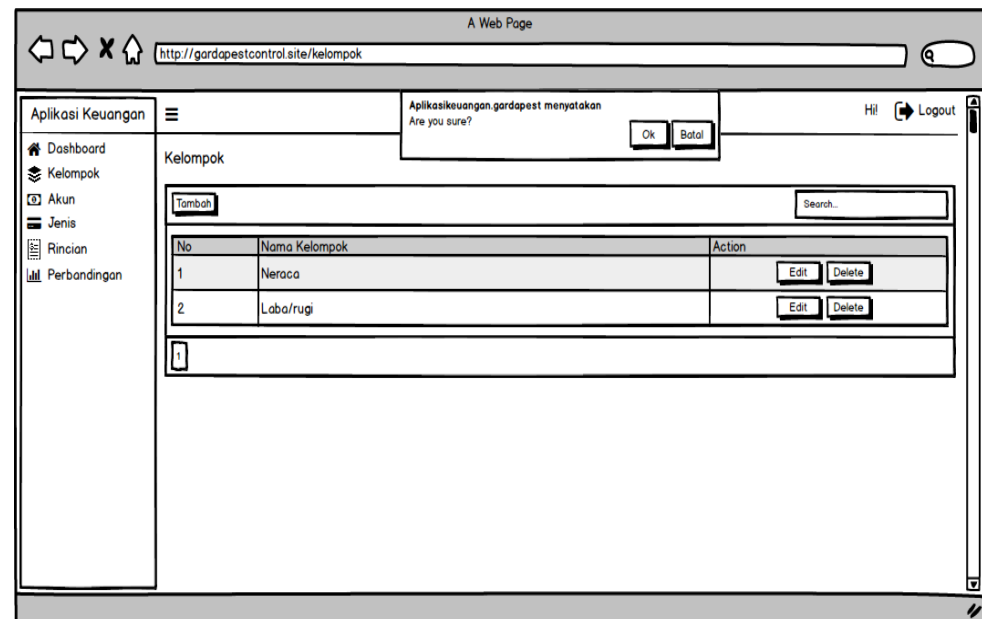 A Web Page
http://gardapestcontrol.site/kelompok
Aplikasi Keuangan
Aplikasikeuangan.gardapest menyatakan
Are you sure?
Ok Batal
Hi! Logout
Dashboard
Kelompok
Akun
Jenis
Rincian
Perbandingan
Kelompok
Tambah Search...
No Nama Kelompok Action
1 Neraca Edit Delete
2 Laba/rugi Edit Delete
1